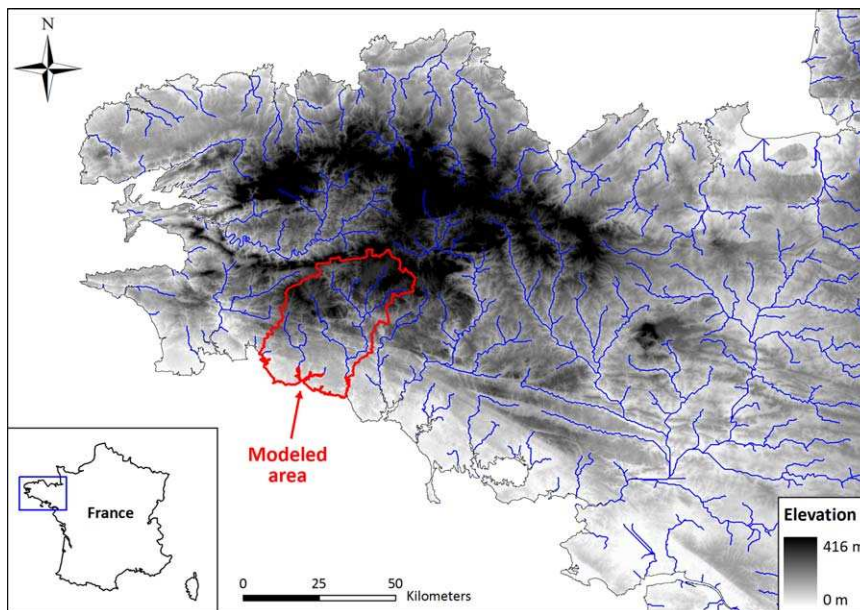 N
Modeled
area
France
Elevation
416 m
0 m
0 25 50
Kilometers